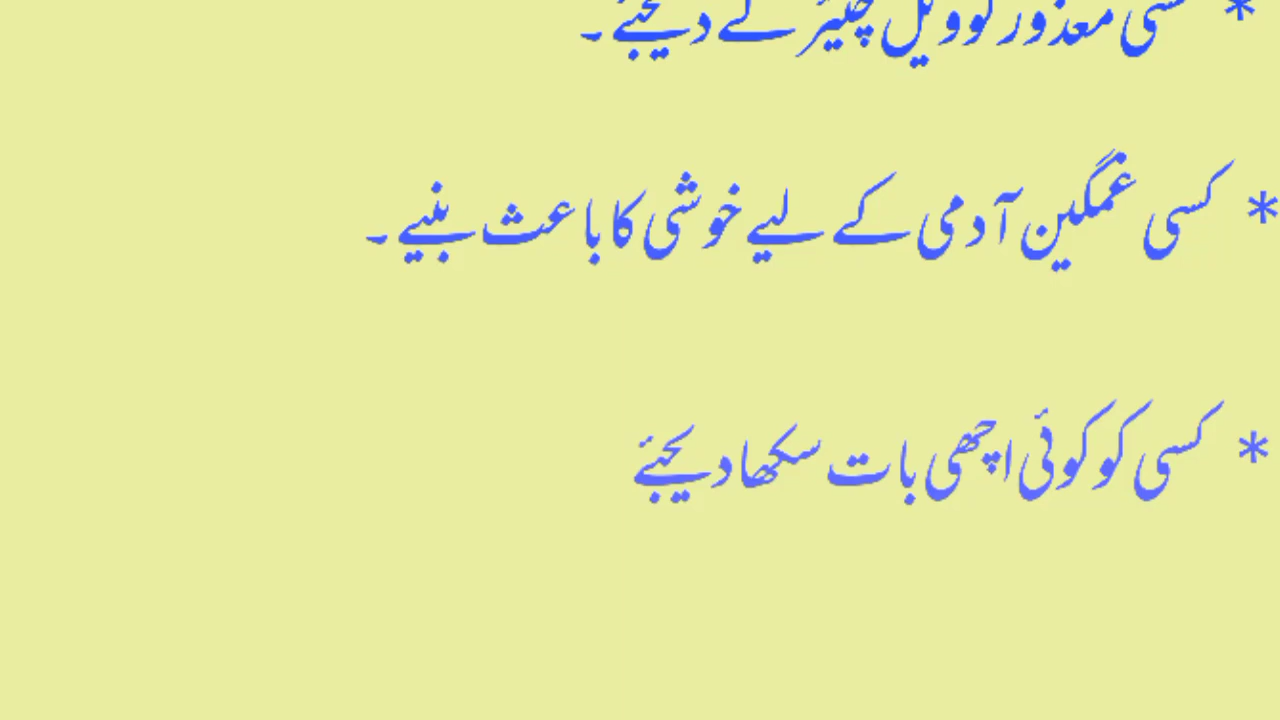 * کسی معذور کو وہیل چیئر لے دیجئے۔
* کسی غمگین آدمی کے لیے خوشی کا باعث بنیے۔
* کسی کو کوئی اچھی بات سکھا دیجئے